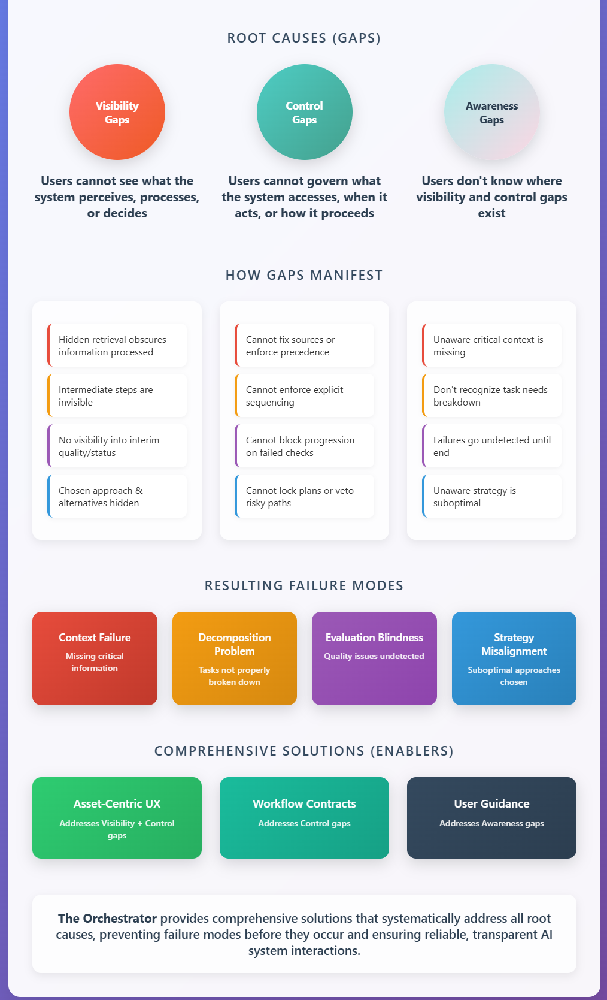 ROOT CAUSES (GAPS)
Visibility
Gaps
Control
Gaps
Awareness
Gaps
Users cannot see what the
system perceives, processes,
or decides
Users cannot govern what
the system accesses, when it
acts, or how it proceeds
Users don't know where
visibility and control gaps
exist
HOW GAPS MANIFEST
Hidden retrieval obscures
information processed
Intermediate steps are
invisible
No visibility into interim
quality/status
Chosen approach &
alternatives hidden
Cannot fix sources or
enforce precedence
Cannot enforce explicit
sequencing
Cannot block progression
on failed checks
Cannot lock plans or veto
risky paths
Unaware critical context is
missing
Don't recognize task needs
breakdown
Failures go undetected until
end
Unaware strategy is
suboptimal
RESULTING FAILURE MODES
Context Failure
Missing critical
information
Decomposition
Problem
Tasks not properly
broken down
Evaluation Blindness
Quality issues undetected
Strategy
Misalignment
Suboptimal approaches
chosen
COMPREHENSIVE SOLUTIONS (ENABLERS)
Asset-Centric UX
Addresses Visibility + Control
gaps
Workflow Contracts
Addresses Control gaps
User Guidance
Addresses Awareness gaps
The Orchestrator provides comprehensive solutions that systematically address all root
causes, preventing failure modes before they occur and ensuring reliable, transparent AI
system interactions.